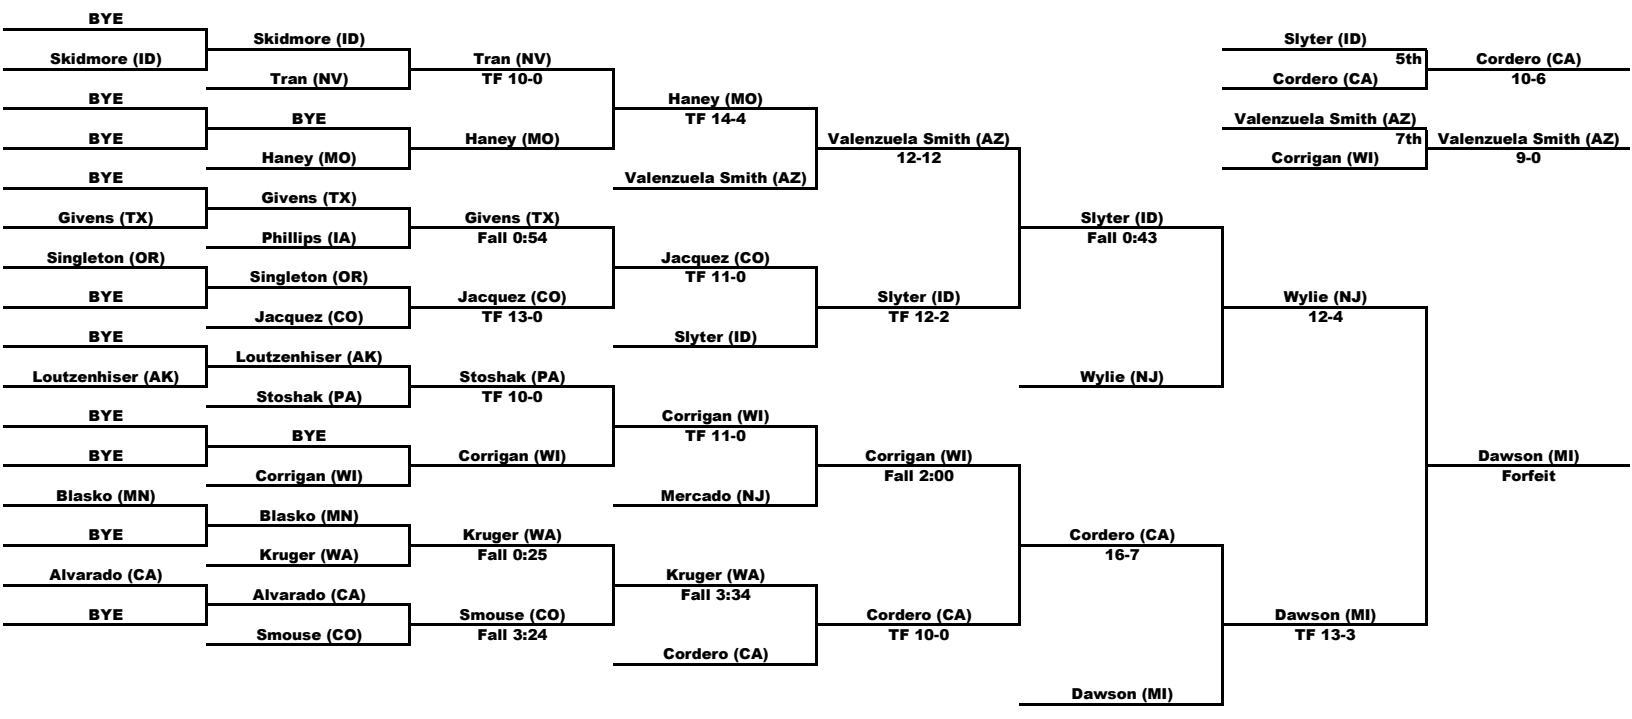 BYE
Skidmore (ID)
BYE
BYE
BYE
Givens (TX)
Singleton (OR)
BYE
BYE
Loutzenhiser (AK)
BYE
BYE
Blasko (MN)
BYE
Alvarado (CA)
BYE
Skidmore (ID)
Tran (NV)
BYE
Haney (MO)
Givens (TX)
Phillips (IA)
Singleton (OR)
Jacquez (CO)
Loutzenhiser (AK)
Stoshak (PA)
BYE
Corrigan (WI)
Blasko (MN)
Kruger (WA)
Alvarado (CA)
Smouse (CO)
Tran (NV)
TF 10-0
Haney (MO)
Givens (TX)
Fall 0:54
Jacquez (CO)
TF 13-0
Stoshak (PA)
TF 10-0
Corrigan (WI)
Kruger (WA)
Fall 0:25
Smouse (CO)
Fall 3:24
Haney (MO)
TF 14-4
Valenzuela Smith (AZ)
Jacquez (CO)
TF 11-0
Slyter (ID)
Corrigan (WI)
TF 11-0
Mercado (NJ)
Kruger (WA)
Fall 3:34
Cordero (CA)
Valenzuela Smith (AZ)
12-12
Slyter (ID)
TF 12-2
Corrigan (WI)
Fall 2:00
Cordero (CA)
TF 10-0
Slyter (ID)
Fall 0:43
Wylie (NJ)
Cordero (CA)
16-7
Dawson (MI)
Wylie (NJ)
12-4
Dawson (MI)
TF 13-3
Dawson (MI)
Forfeit
Slyter (ID)
5th
Cordero (CA)
Cordero (CA)
10-6
Valenzuela Smith (AZ)
7th
Corrigan (WI)
Valenzuela Smith (AZ)
9-0